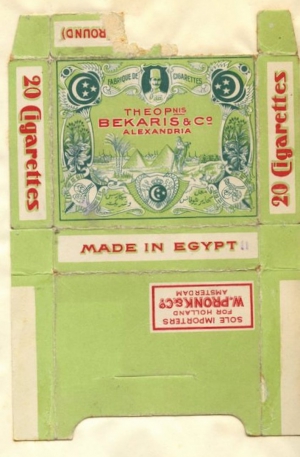 ROUND)
20 Cigarettes
FABRIQUE DE CIGARETTES
THEOPNIS
BEKARIS & Co
ALEXANDRIA
20 Cigarettes
MADE IN EGYPT
SOLE IMPORTERS
W. PRONK & Co
FOR HOLLAND
AMSTERDAM